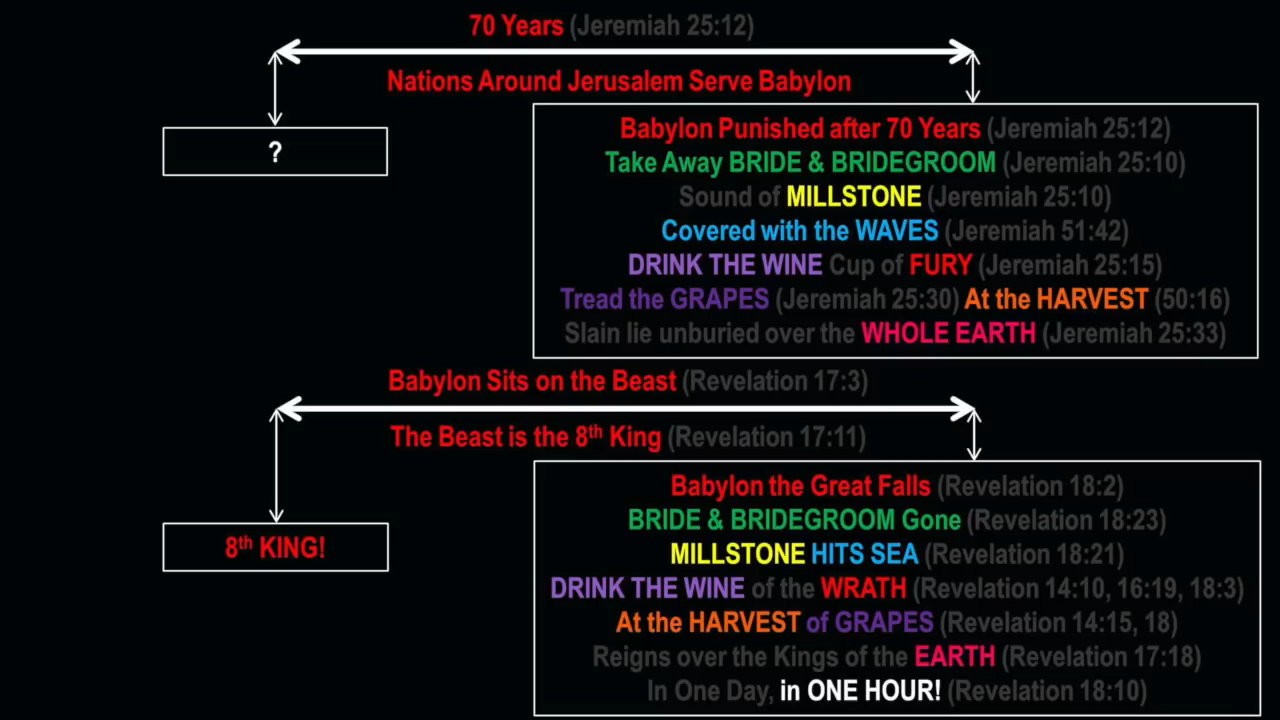 70 Years (Jeremiah 25:12)
Nations Around Jerusalem Serve Babylon
?
Babylon Punished after 70 Years (Jeremiah 25:12)
Take Away BRIDE & BRIDEGROOM (Jeremiah 25:10)
Sound of MILLSTONE (Jeremiah 25:10)
Covered with the WAVES (Jeremiah 51:42)
DRINK THE WINE Cup of FURY (Jeremiah 25:15)
Tread the GRAPES (Jeremiah 25:30) At the HARVEST (50:16)
Slain lie unburied over the WHOLE EARTH (Jeremiah 25:33)
Babylon Sits on the Beast (Revelation 17:3)
The Beast is the 8th King (Revelation 17:11)
8th KING!
Babylon the Great Falls (Revelation 18:2)
BRIDE & BRIDEGROOM Gone (Revelation 18:23)
MILLSTONE HITS SEA (Revelation 18:21)
DRINK THE WINE of the WRATH (Revelation 14:10, 16:19, 18:3)
At the HARVEST of GRAPES (Revelation 14:15, 18)
Reigns over the Kings of the EARTH (Revelation 17:18)
In One Day, in ONE HOUR! (Revelation 18:10)